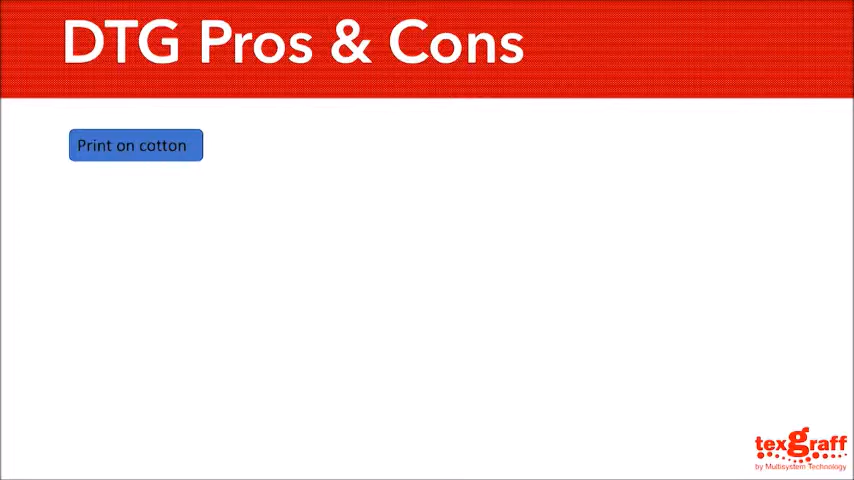 DTG Pros & Cons
Print on cotton
texgraff
by Multisystem Technology